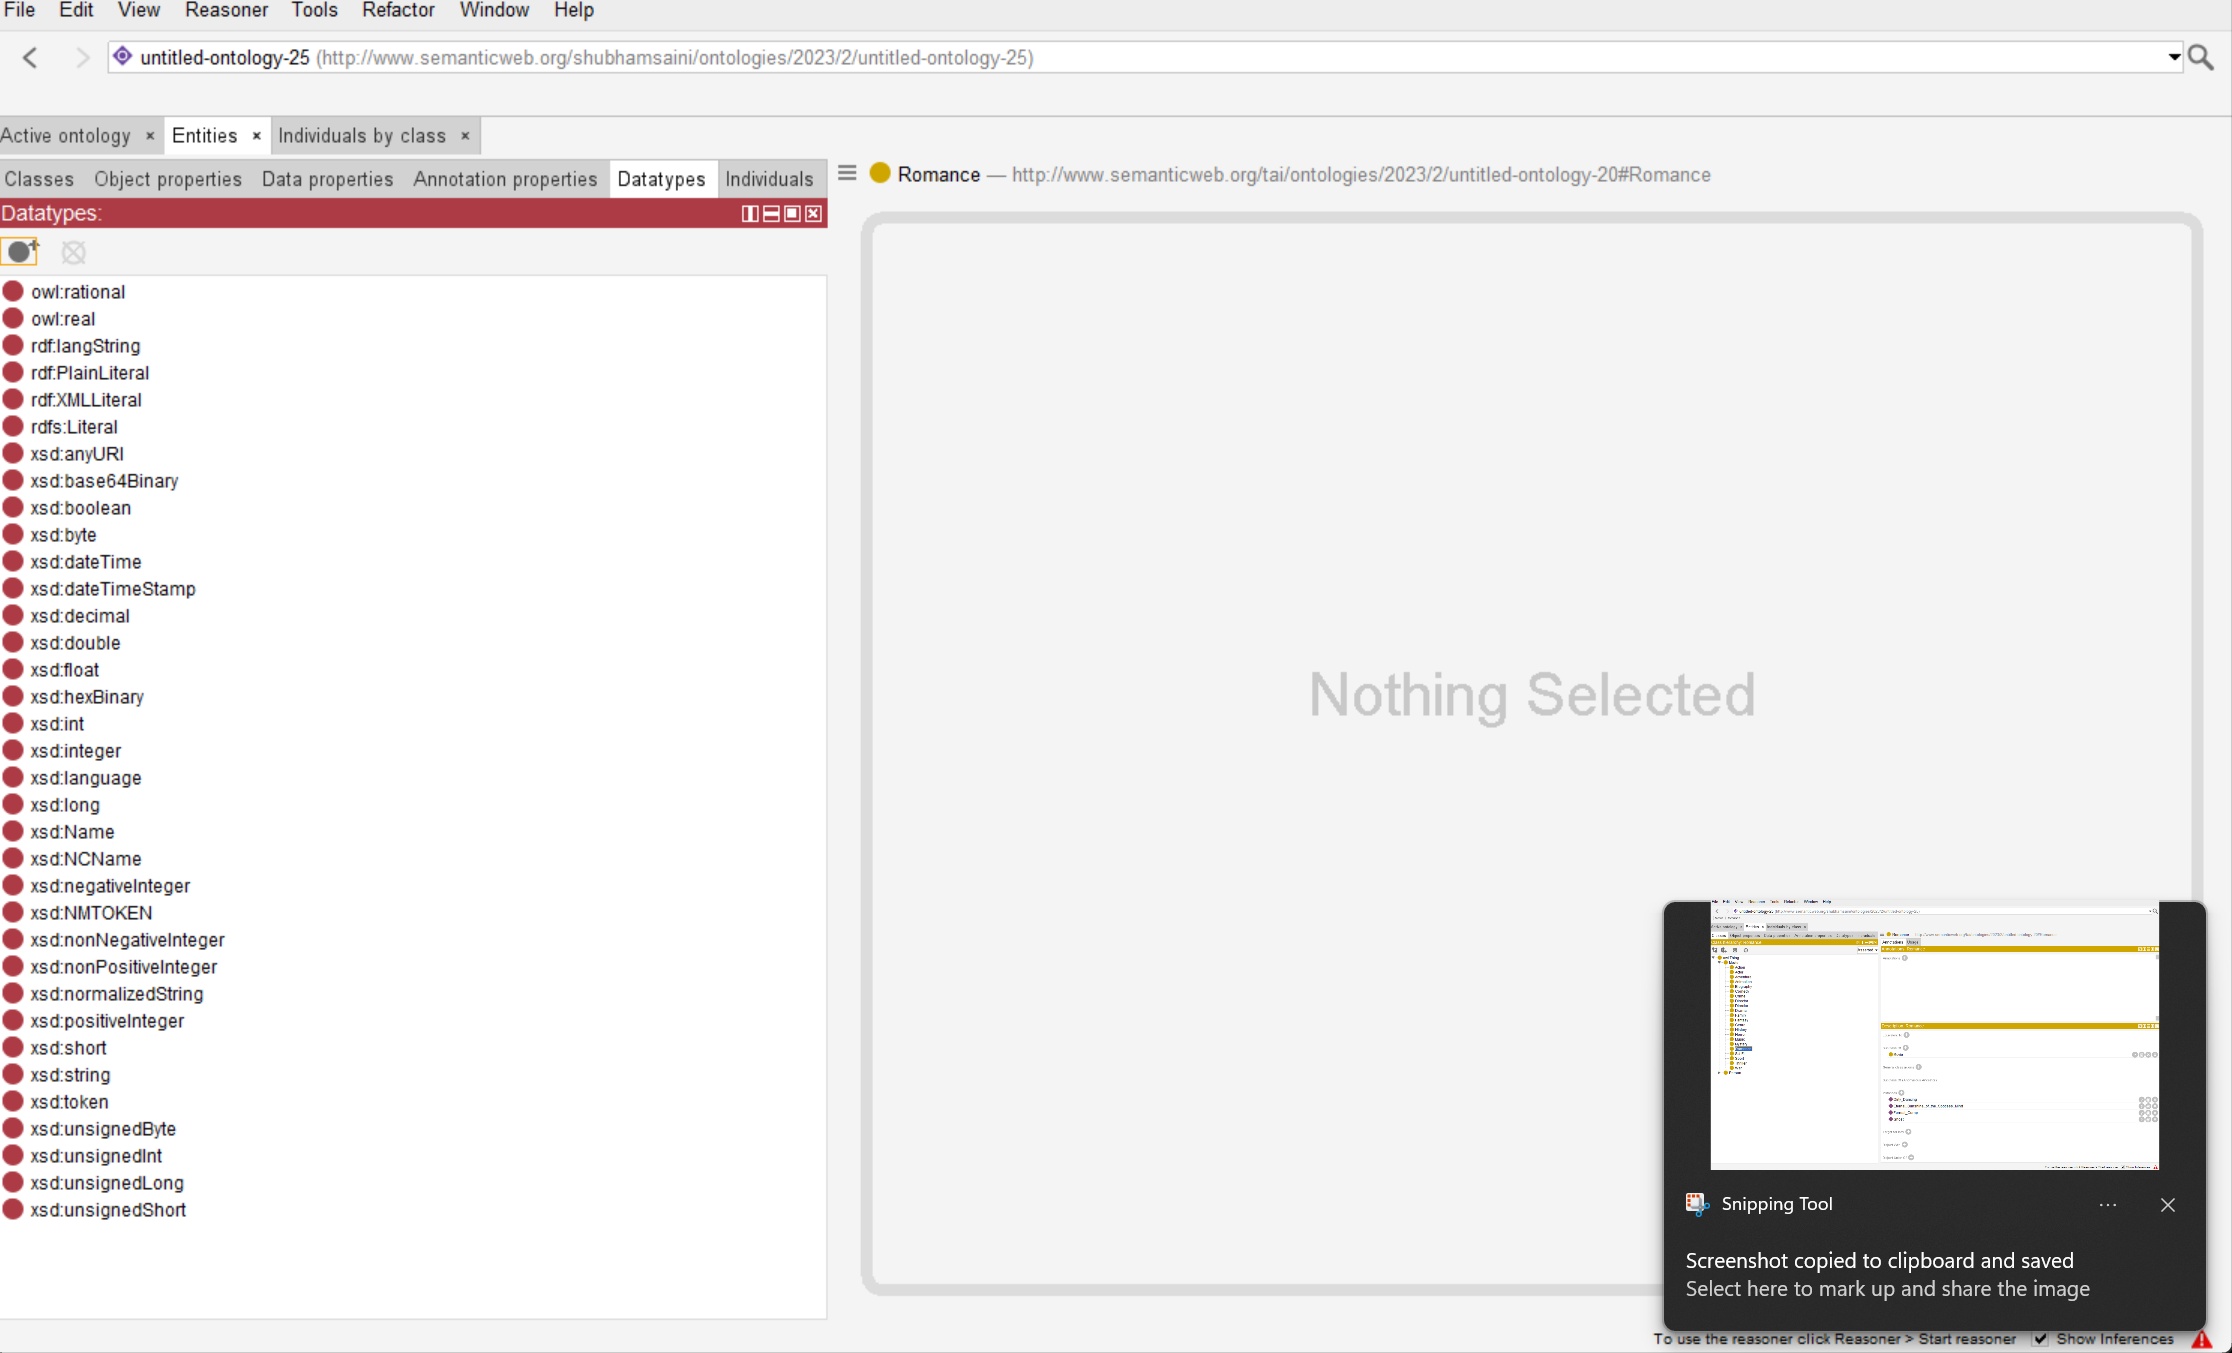 File Edit View Reasoner Tools Refactor Window Help
untitled-ontology-25 (http://www.semanticweb.org/shubhamsaini/ontologies/2023/2/untitled-ontology-25)
Active ontology × Entities × Individuals by class ×
Classes Object properties Data properties Annotation properties Datatypes Individuals
Romance — http://www.semanticweb.org/tai/ontologies/2023/2/untitled-ontology-20#Romance
Datatypes:
owl:rational
owl:real
rdf:langString
rdf:PlainLiteral
rdf:XMLLiteral
rdfs:Literal
xsd:anyURI
xsd:base64Binary
xsd:boolean
xsd:byte
xsd:dateTime
xsd:dateTimeStamp
xsd:decimal
xsd:double
xsd:float
xsd:hexBinary
xsd:int
xsd:integer
xsd:language
xsd:long
xsd:Name
xsd:NCName
xsd:negativeInteger
xsd:NMTOKEN
xsd:nonNegativeInteger
xsd:nonPositiveInteger
xsd:normalizedString
xsd:positiveInteger
xsd:short
xsd:string
xsd:token
xsd:unsignedByte
xsd:unsignedInt
xsd:unsignedLong
xsd:unsignedShort
Nothing Selected
Snipping Tool
Screenshot copied to clipboard and saved
Select here to mark up and share the image
To use the reasoner click Reasoner > Start reasoner Show Inferences